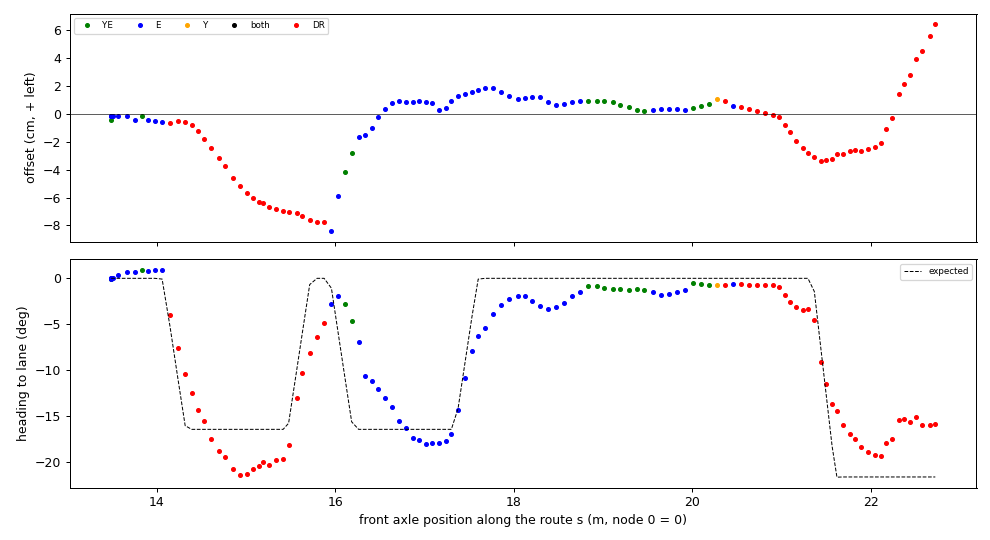 YE E Y both DR
6
4
2
0
−2
−4
−6
−8
offset (cm, + left)
expected
0
−5
−10
−15
−20
heading to lane (deg)
14 16 18 20 22
front axle position along the route s (m, node 0 = 0)